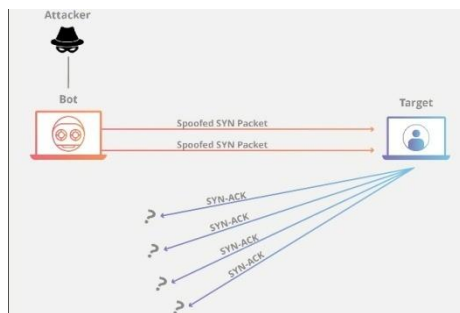 Attacker
Bot
Target
Spoofed SYN Packet
Spoofed SYN Packet
SYN-ACK
?
SYN-ACK
?
SYN-ACK
?
SYN-ACK
?